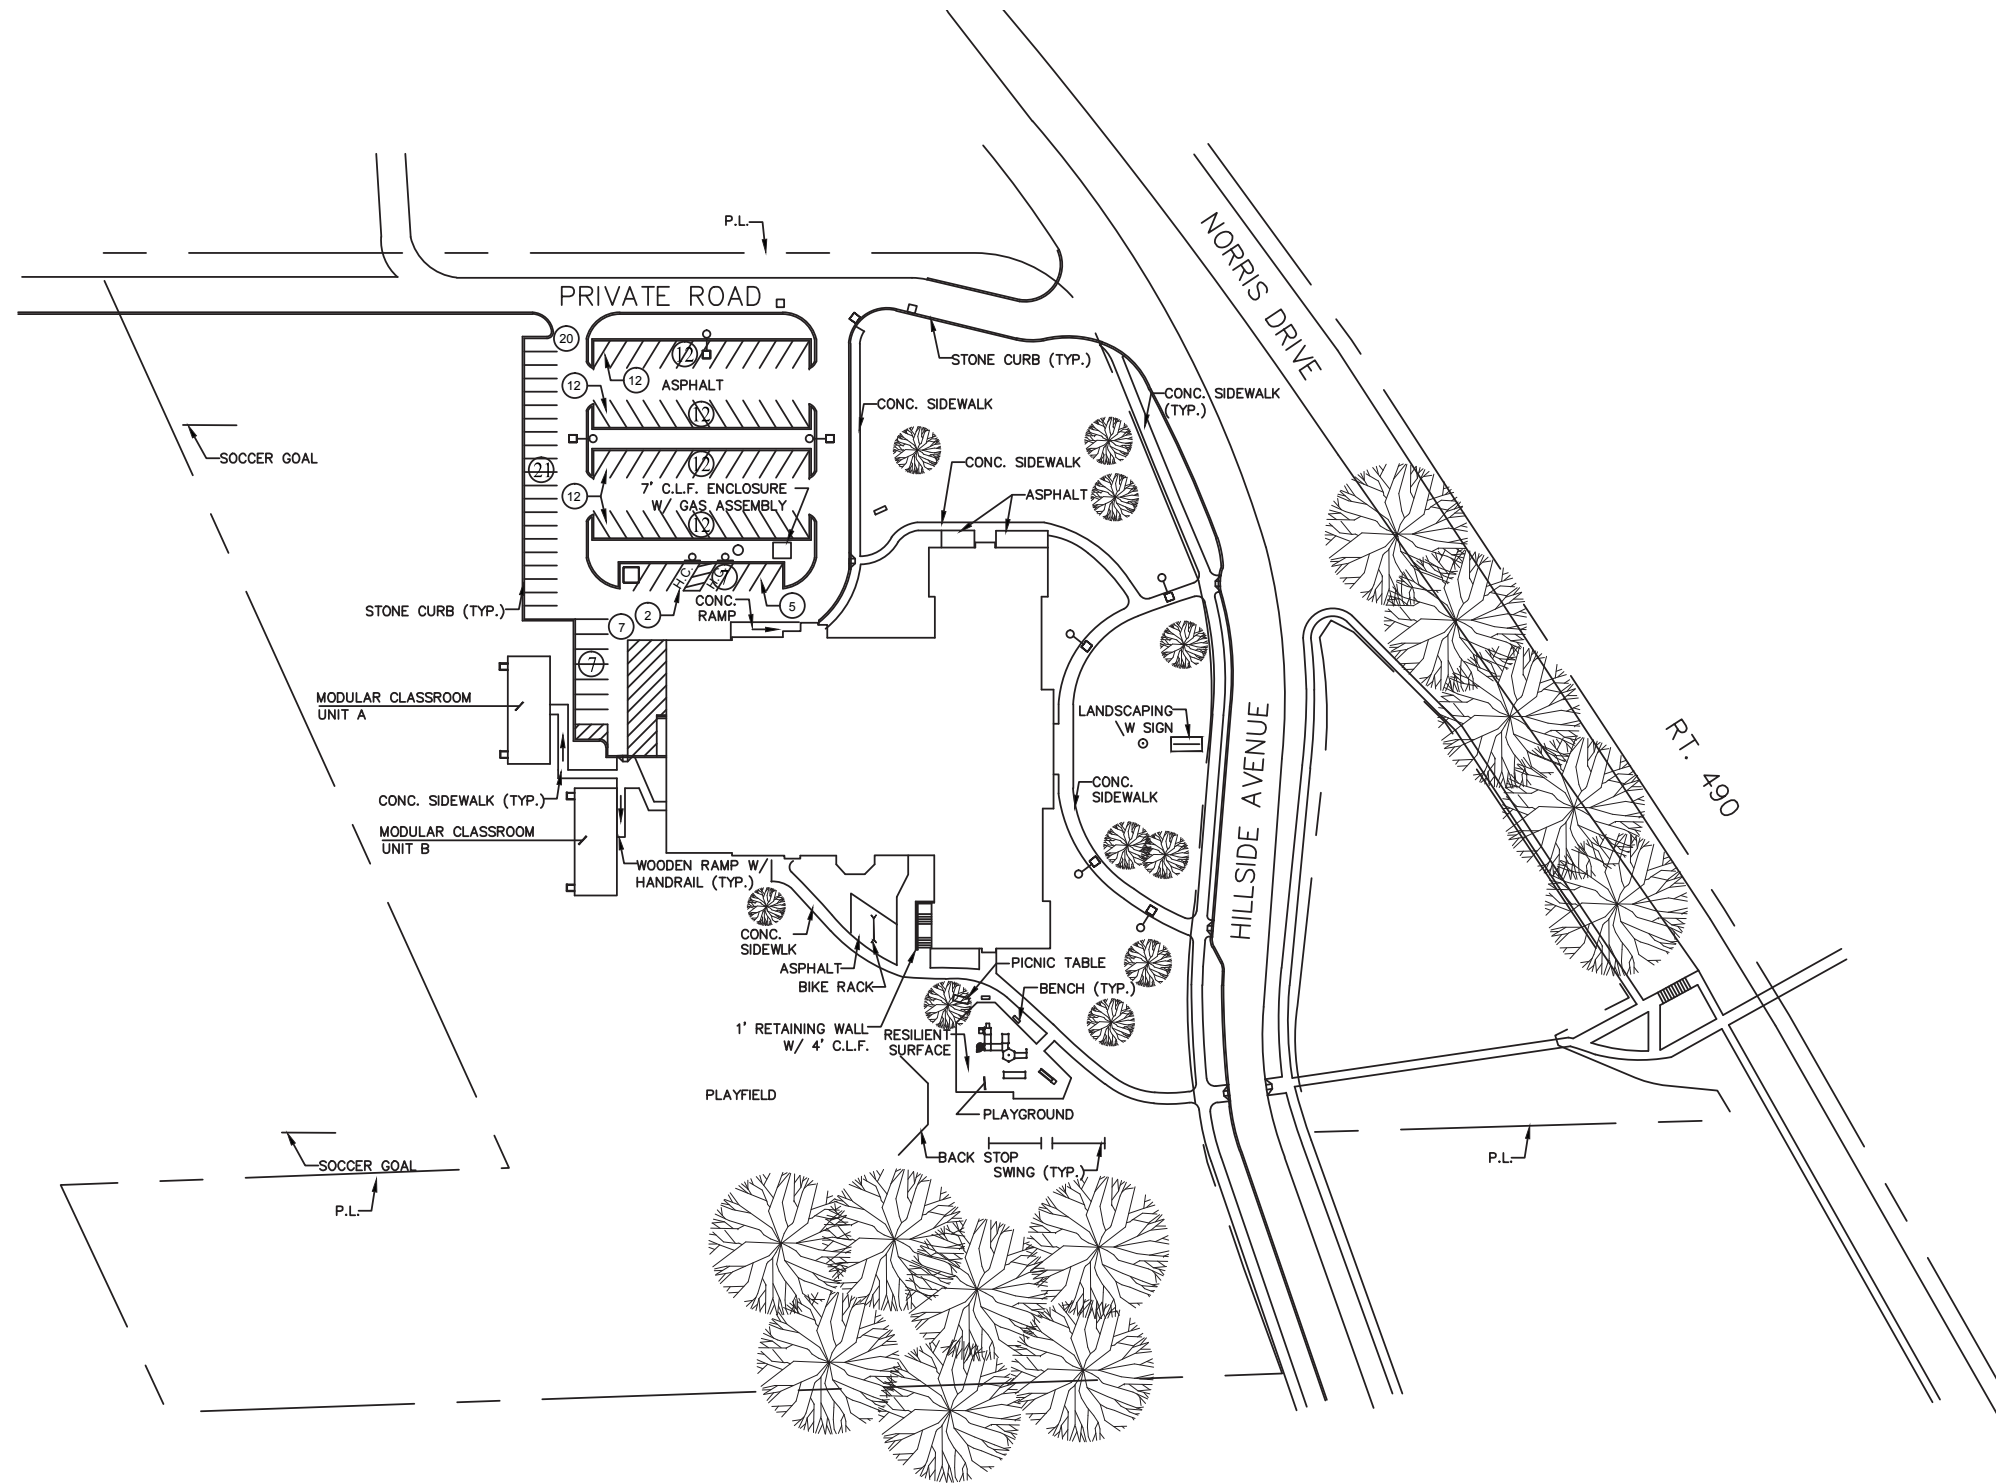 P.L.
NORRIS DRIVE
PRIVATE ROAD
20
12
12
ASPHALT
12
STONE CURB (TYP.)
CONC. SIDEWALK
(TYP.)
CONC. SIDEWALK
12
12
SOCCER GOAL
21
12
CONC. SIDEWALK
7' C.L.F. ENCLOSURE
W/ GAS ASSEMBLY
12
ASPHALT
12
H.C.
H.C.
7
CONC.
RAMP
5
2
STONE CURB (TYP.)
7
7
MODULAR CLASSROOM
UNIT A
LANDSCAPING
\W SIGN
HILLSIDE AVENUE
RT. 490
CONC.
SIDEWALK
CONC. SIDEWALK (TYP.)
MODULAR CLASSROOM
UNIT B
WOODEN RAMP W/
HANDRAIL (TYP.)
CONC.
SIDEWLK
ASPHALT
BIKE RACK
PICNIC TABLE
BENCH (TYP.)
1' RETAINING WALL
W/ 4' C.L.F.
RESILIENT
SURFACE
PLAYFIELD
PLAYGROUND
BACK STOP
SWING (TYP.)
SOCCER GOAL
P.L.
P.L.